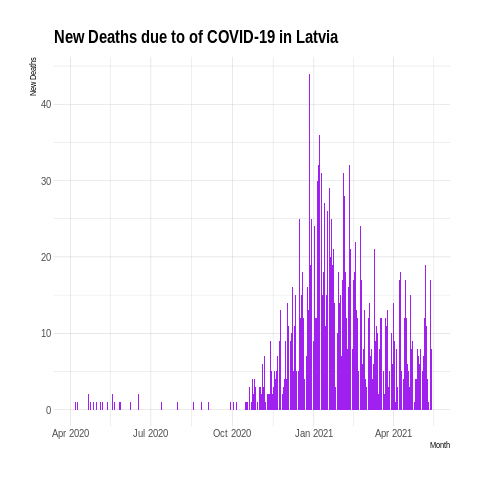 New Deaths due to of COVID-19 in Latvia
New Deaths
40
30
20
10
0
Apr 2020 Jul 2020 Oct 2020 Jan 2021 Apr 2021
Month